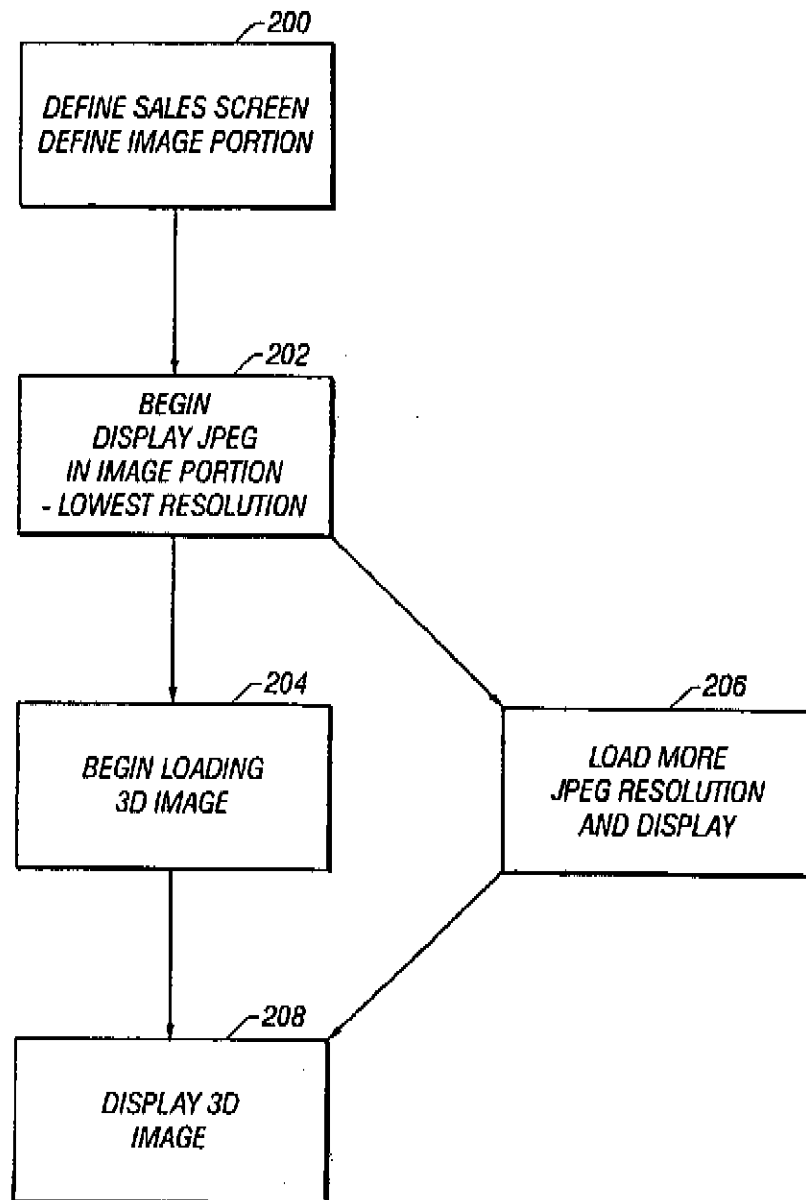 200
DEFINE SALES SCREEN
DEFINE IMAGE PORTION
202
BEGIN
DISPLAY JPEG
IN IMAGE PORTION
- LOWEST RESOLUTION
204
BEGIN LOADING
3D IMAGE
206
LOAD MORE
JPEG RESOLUTION
AND DISPLAY
208
DISPLAY 3D
IMAGE